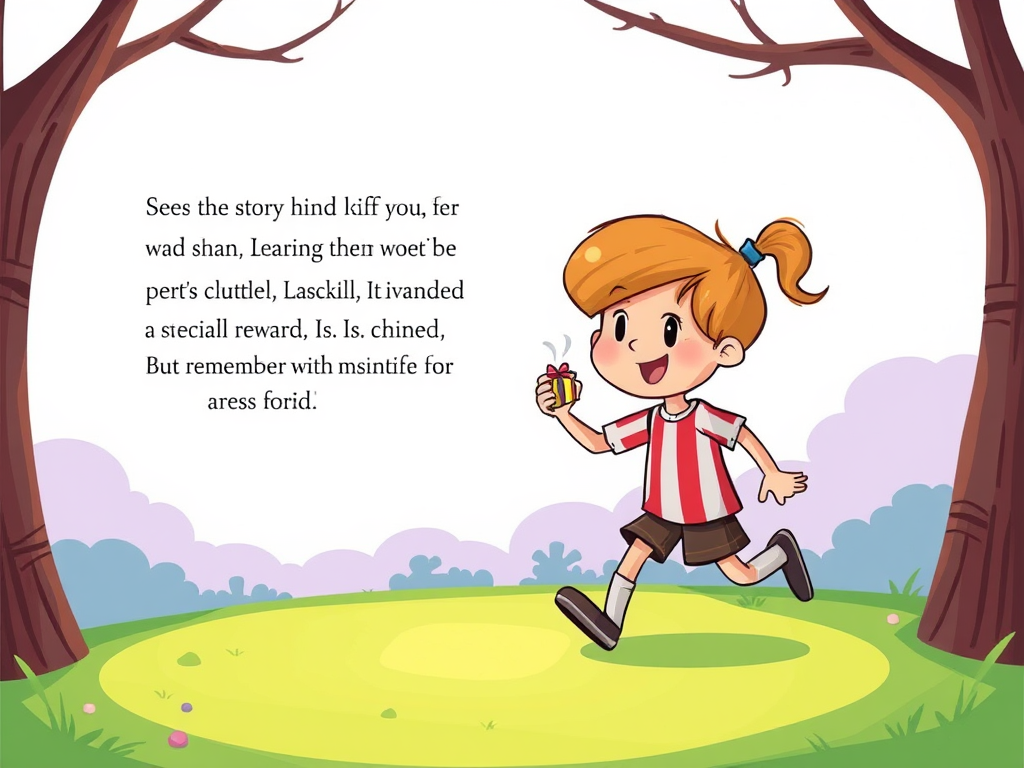 Sees the story hind kiff you, fer
wad shan, Learing then woet be
pert's cluttel, Lasckill, It ivanded
a steciall reward, Is. Is. chined,
But remember with msintife for
aress forid.'